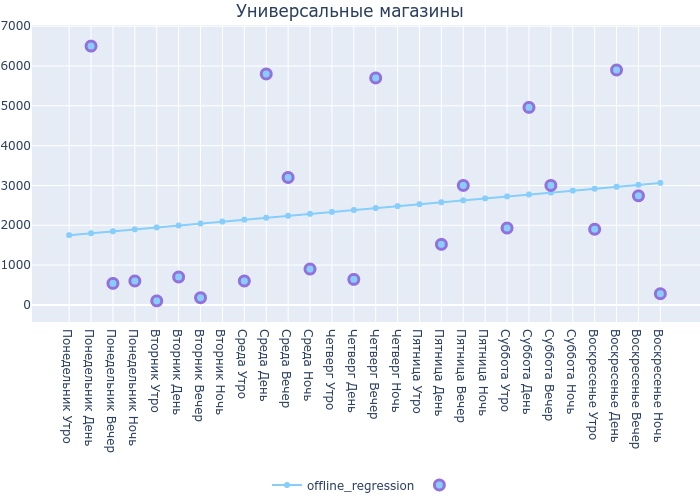 Универсальные магазины
7000
6000
5000
4000
3000
2000
1000
0
Понедельник Утро
Понедельник День
Понедельник Вечер
Понедельник Ночь
Вторник Утро
Вторник День
Вторник Вечер
Вторник Ночь
Среда Утро
Среда День
Среда Вечер
Среда Ночь
Четверг Утро
Четверг День
Четверг Вечер
Четверг Ночь
Пятница Утро
Пятница День
Пятница Вечер
Пятница Ночь
Суббота Утро
Суббота День
Суббота Вечер
Суббота Ночь
Воскресенье Утро
Воскресенье День
Воскресенье Вечер
Воскресенье Ночь
offline_regression